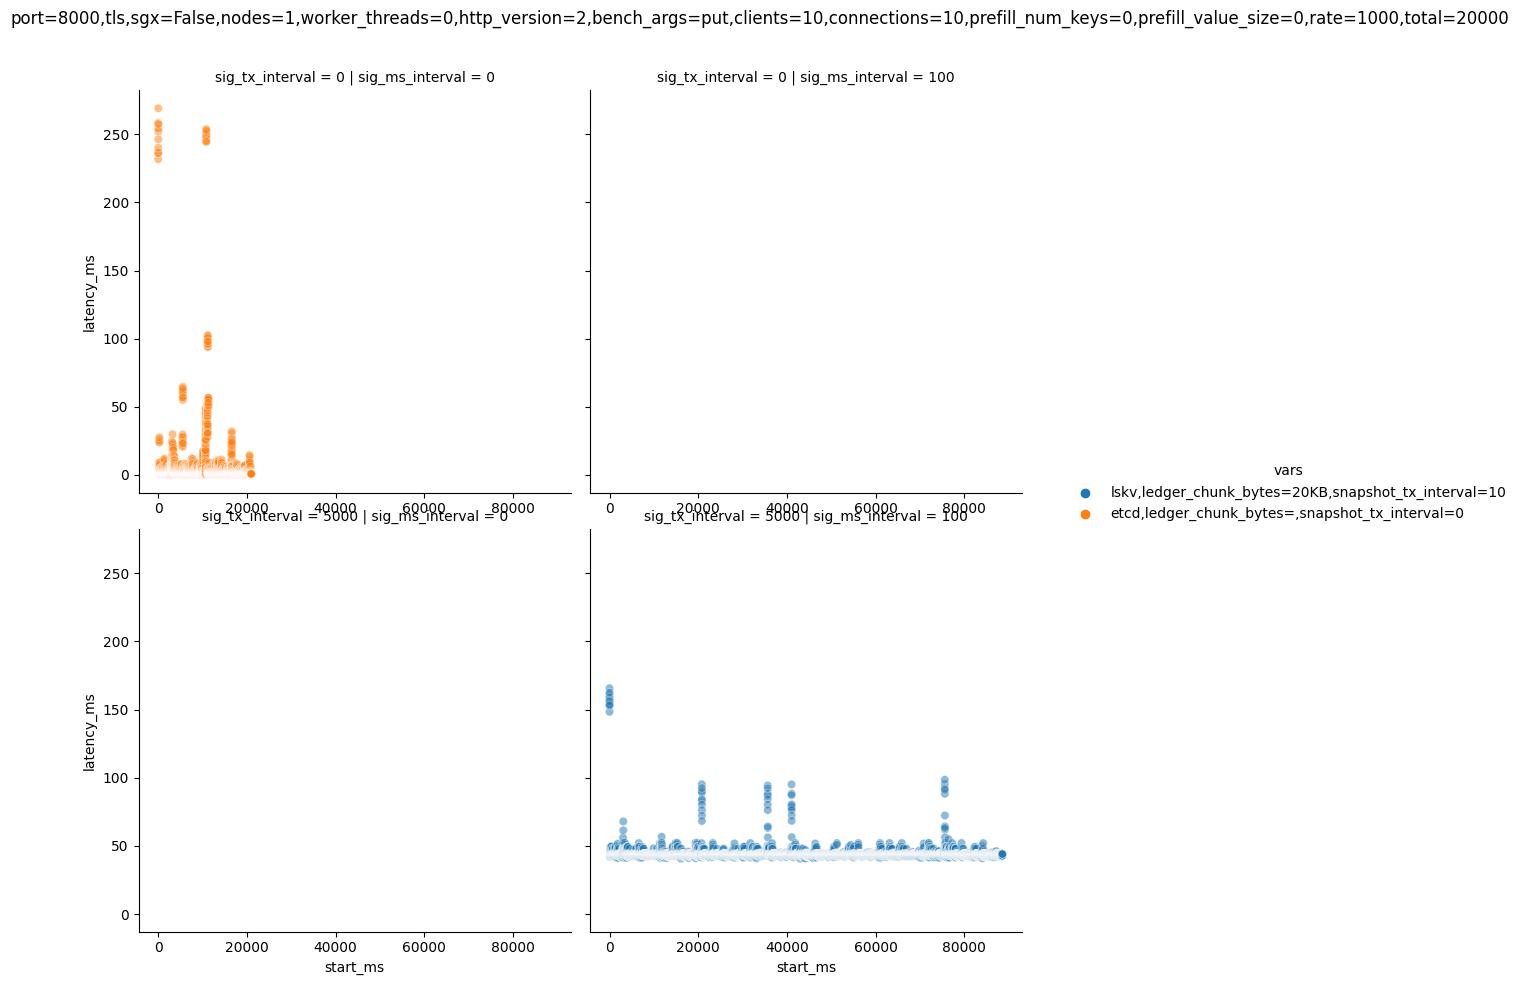 port=8000,tls,sgx=False,nodes=1,worker_threads=0,http_version=2,bench_args=put,clients=10,connections=10,prefill_num_keys=0,prefill_value_size=0,rate=1000,total=20000
sig_tx_interval = 0 | sig_ms_interval = 0
sig_tx_interval = 0 | sig_ms_interval = 100
250
200
150
100
50
0
latency_ms
0 20000 40000 60000 80000
0 20000 40000 60000 80000
sig_tx_interval = 5000 | sig_ms_interval = 0
sig_tx_interval = 5000 | sig_ms_interval = 100
250
200
150
100
50
0
latency_ms
0 20000 40000 60000 80000
start_ms
0 20000 40000 60000 80000
start_ms
vars
lskv,ledger_chunk_bytes=20KB,snapshot_tx_interval=10
etcd,ledger_chunk_bytes=,snapshot_tx_interval=0